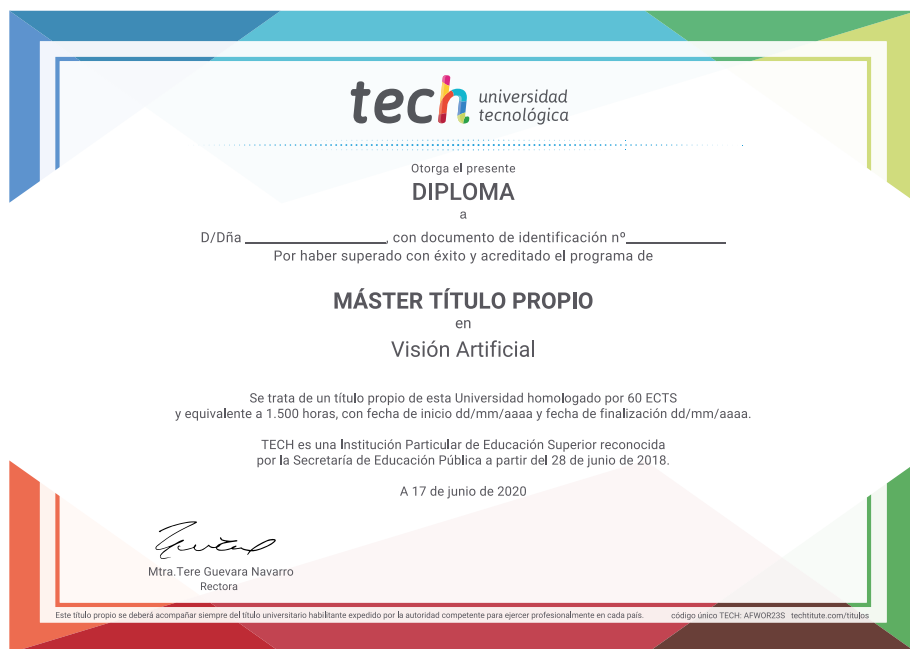 tech universidad
tecnológica
Otorga el presente
DIPLOMA
a
D/Dña ____________________, con documento de identificación nº______________
Por haber superado con éxito y acreditado el programa de
MÁSTER TÍTULO PROPIO
en
Visión Artificial
Se trata de un título propio de esta Universidad homologado por 60 ECTS
y equivalente a 1.500 horas, con fecha de inicio dd/mm/aaaa y fecha de finalización dd/mm/aaaa.
TECH es una Institución Particular de Educación Superior reconocida
por la Secretaría de Educación Pública a partir del 28 de junio de 2018.
A 17 de junio de 2020
Mtra.Tere Guevara Navarro
Rectora
Este título propio se deberá acompañar siempre del título universitario habilitante expedido por la autoridad competente para ejercer profesionalmente en cada país. código único TECH: AFWOR23S techtitute.com/titulos